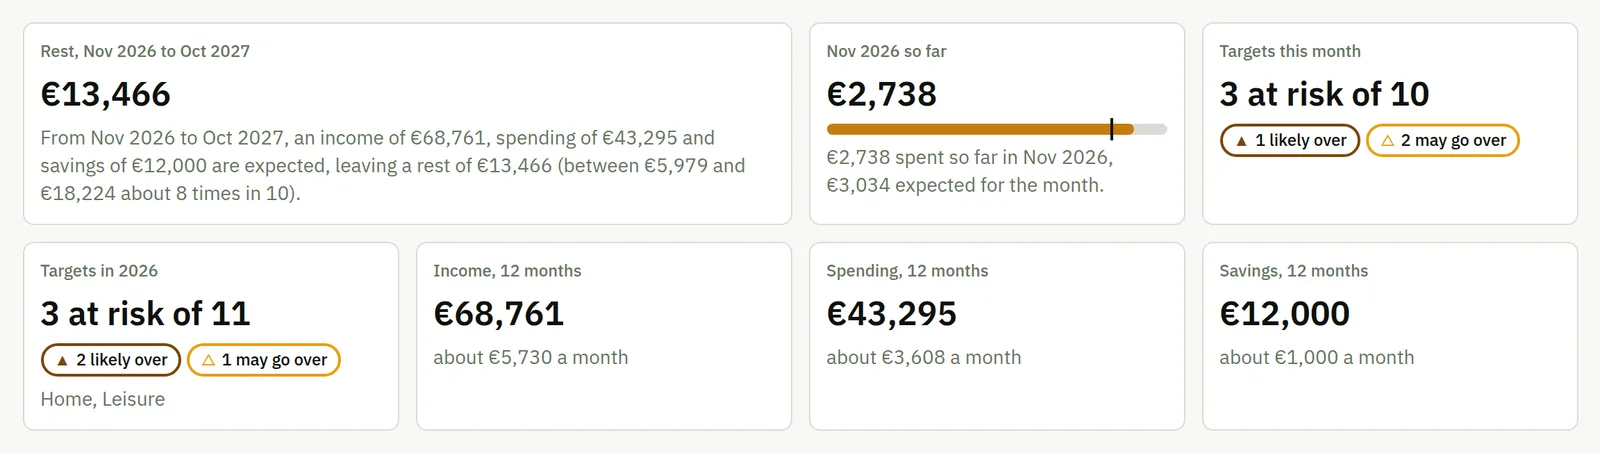 Rest, Nov 2026 to Oct 2027
€13,466
From Nov 2026 to Oct 2027, an income of €68,761, spending of €43,295 and
savings of €12,000 are expected, leaving a rest of €13,466 (between €5,979 and
€18,224 about 8 times in 10).
Nov 2026 so far
€2,738
€2,738 spent so far in Nov 2026,
€3,034 expected for the month.
Targets this month
3 at risk of 10
▲ 1 likely over △ 2 may go over
Targets in 2026
3 at risk of 11
▲ 2 likely over △ 1 may go over
Home, Leisure
Income, 12 months
€68,761
about €5,730 a month
Spending, 12 months
€43,295
about €3,608 a month
Savings, 12 months
€12,000
about €1,000 a month